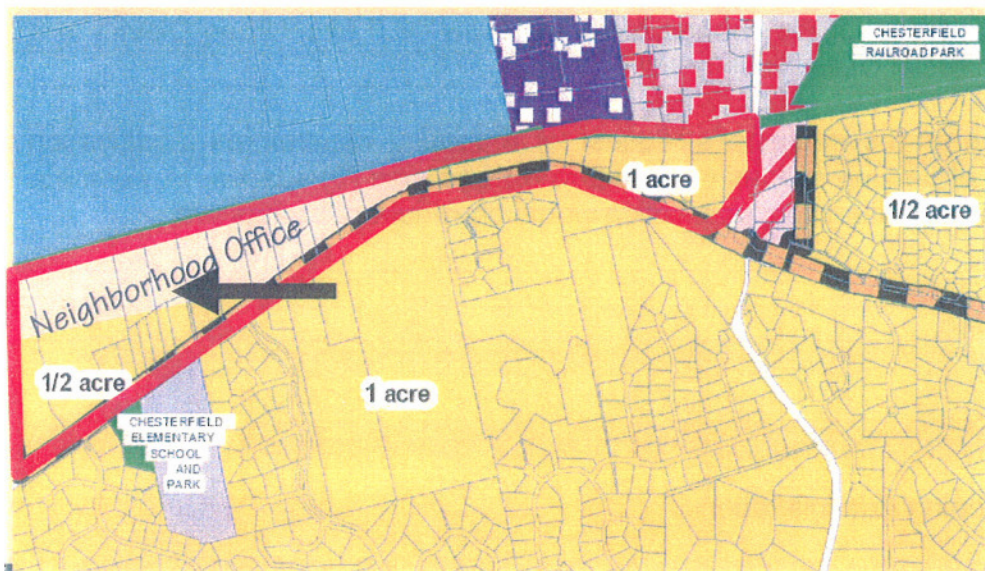 CHESTERFIELD
RAILROAD PARK
1 acre
1/2 acre
Neighborhood Office
1/2 acre
1 acre
CHESTERFIELD
ELEMENTARY
SCHOOL
AND
PARK